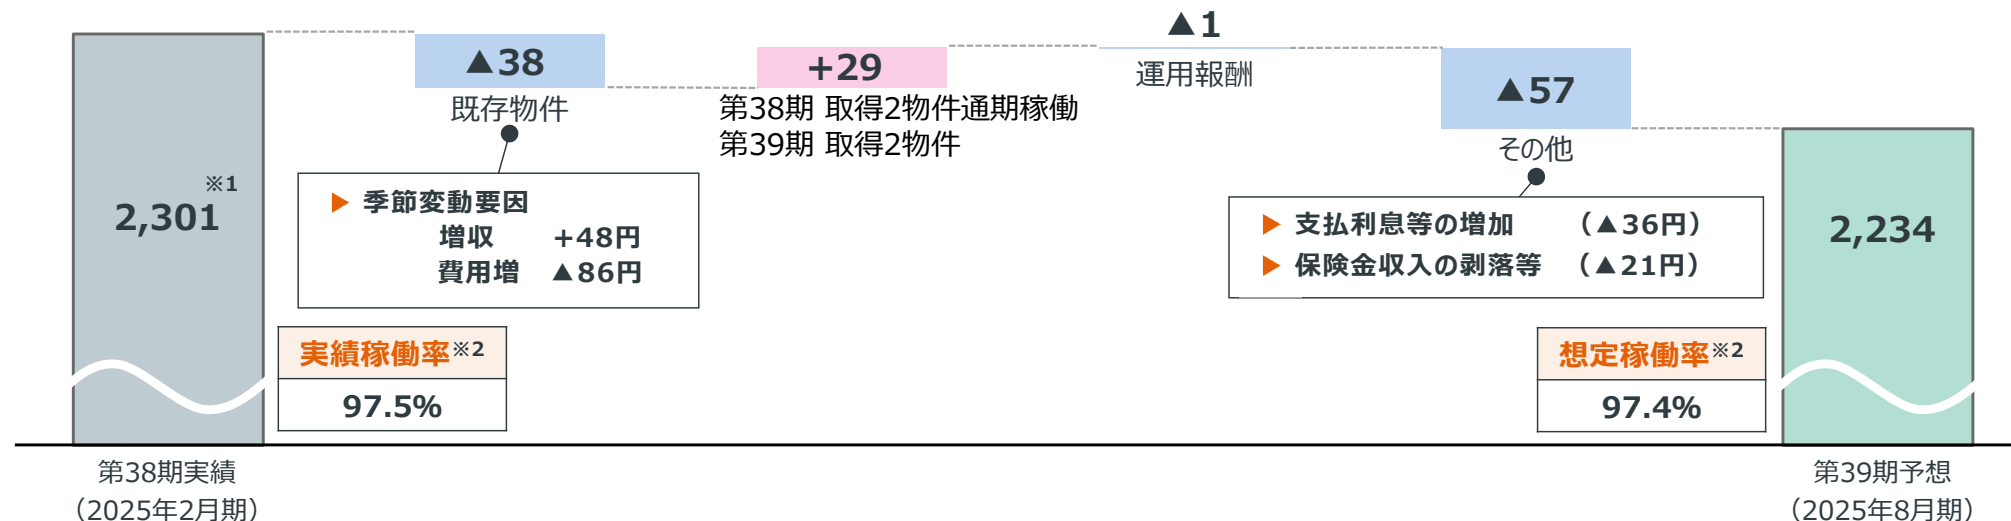 2,301※1
▲38
既存物件
▶ 季節変動要因
増収 +48円
費用増 ▲86円
実績稼働率※2
97.5%
+29
第38期 取得2物件通期稼働
第39期 取得2物件
▲1
運用報酬
▲57
その他
▶ 支払利息等の増加 （▲36円）
▶ 保険金収入の剥落等 （▲21円）
想定稼働率※2
97.4%
2,234
第38期実績
（2025年2月期）
第39期予想
（2025年8月期）